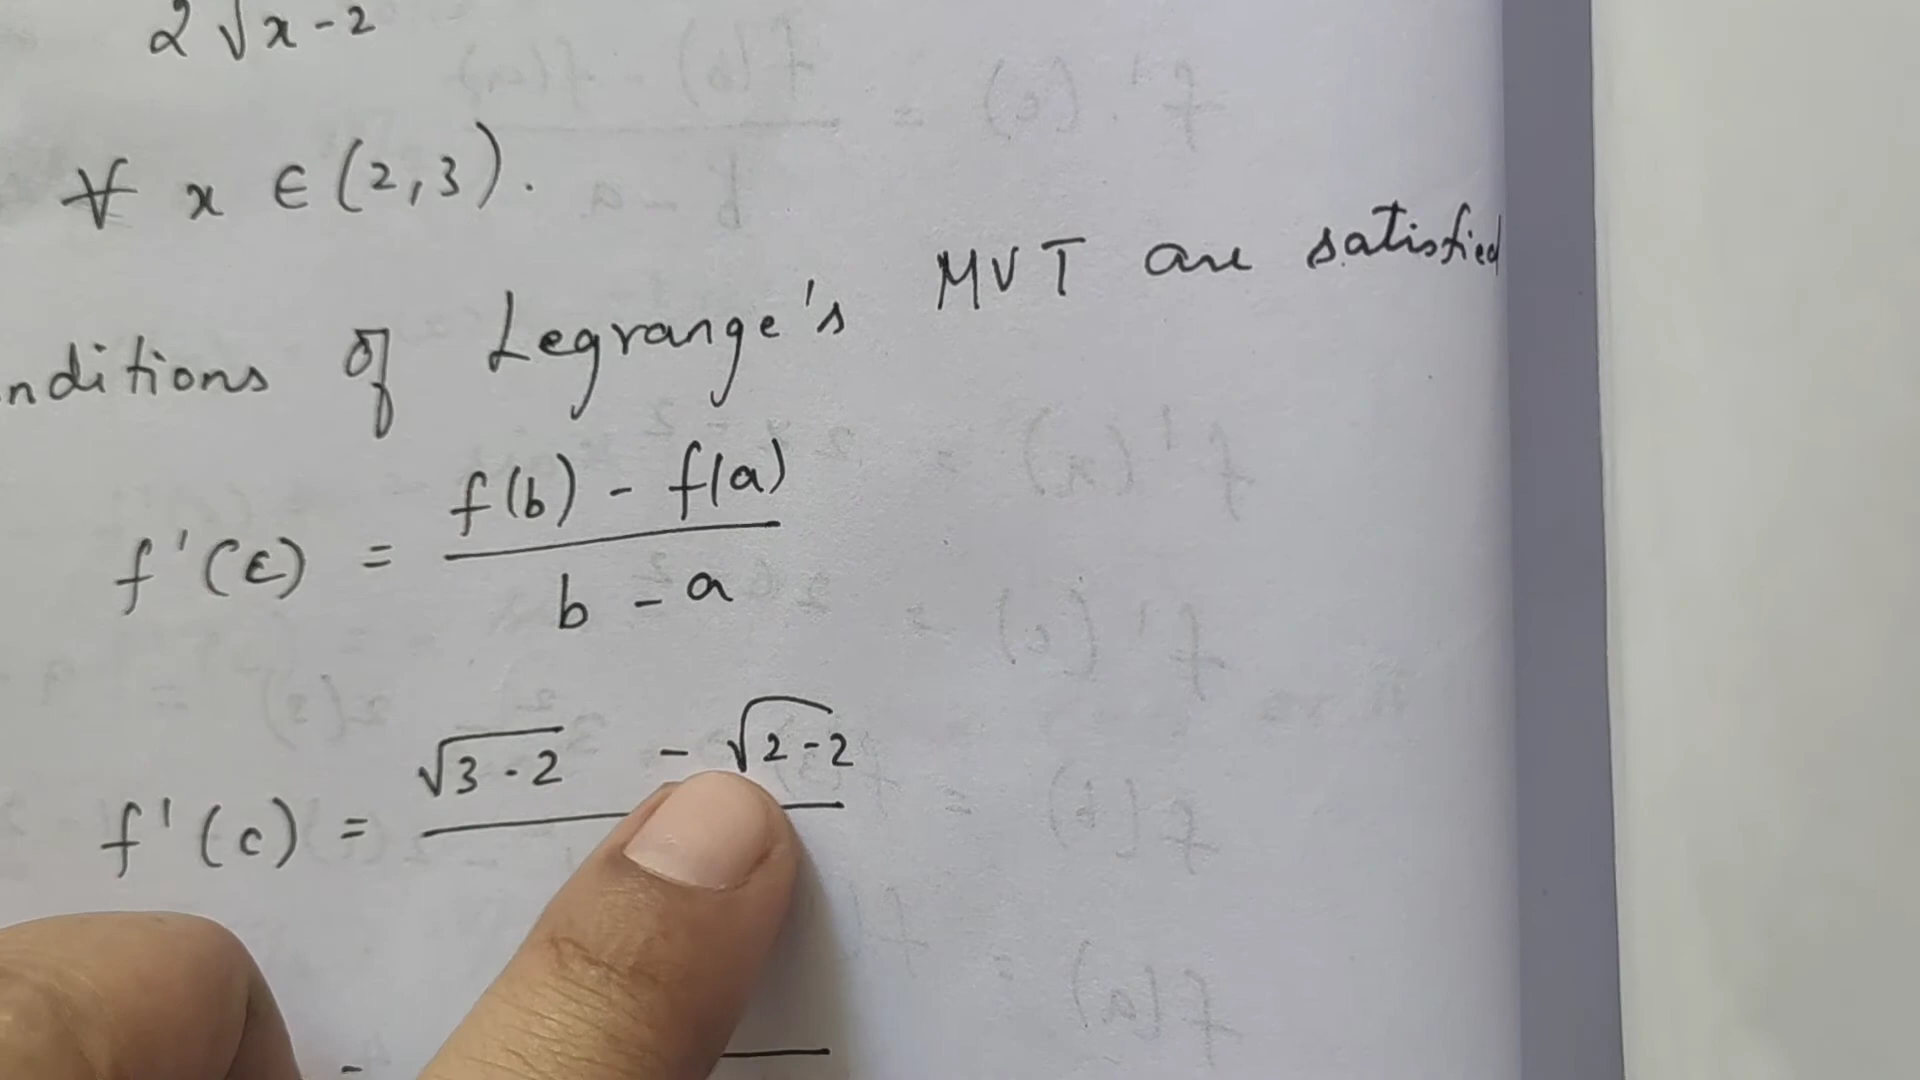 2√x-2
∀ x ∈ (2,3).
nditions of Legrange's MVT are satisfied
f'(c) = f(b) - f(a)
b - a
f'(c) = √3-2 - √2-2